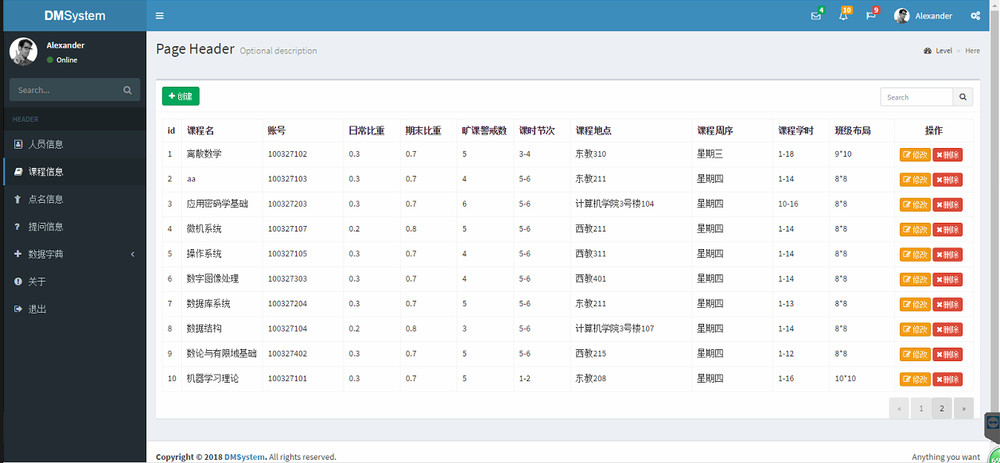 DMSystem
4
10
9
Alexander
Alexander
Online
Search...
HEADER
人员信息
课程信息
点名信息
提问信息
数据字典
关于
退出
Page Header Optional description
Level > Here
创建
Search
id 课程名 账号 日常比重 期末比重 旷课警戒数 课时节次 课程地点 课程周序 课程学时 班级布局 操作
1 离散数学 100327102 0.3 0.7 5 3-4 东教310 星期三 1-18 9*10 修改 删除
2 aa 100327103 0.3 0.7 4 5-6 东教211 星期四 1-14 8*8 修改 删除
3 应用密码学基础 100327203 0.3 0.7 6 5-6 计算机学院3号楼104 星期四 10-16 8*8 修改 删除
4 微机系统 100327107 0.2 0.8 5 5-6 西教211 星期四 1-14 8*8 修改 删除
5 操作系统 100327105 0.3 0.7 4 5-6 西教311 星期四 1-14 8*8 修改 删除
6 数字图像处理 100327303 0.3 0.7 4 5-6 西教401 星期四 1-14 8*8 修改 删除
7 数据库系统 100327204 0.3 0.7 5 5-6 东教211 星期四 1-13 8*8 修改 删除
8 数据结构 100327104 0.2 0.8 3 5-6 计算机学院3号楼107 星期四 1-14 8*8 修改 删除
9 数论与有限域基础 100327402 0.3 0.7 5 5-6 西教215 星期四 1-12 8*8 修改 删除
10 机器学习理论 100327101 0.3 0.7 5 1-2 东教208 星期四 1-16 10*10 修改 删除
« 1 2 »
Copyright © 2018 DMSystem. All rights reserved.
Anything you want